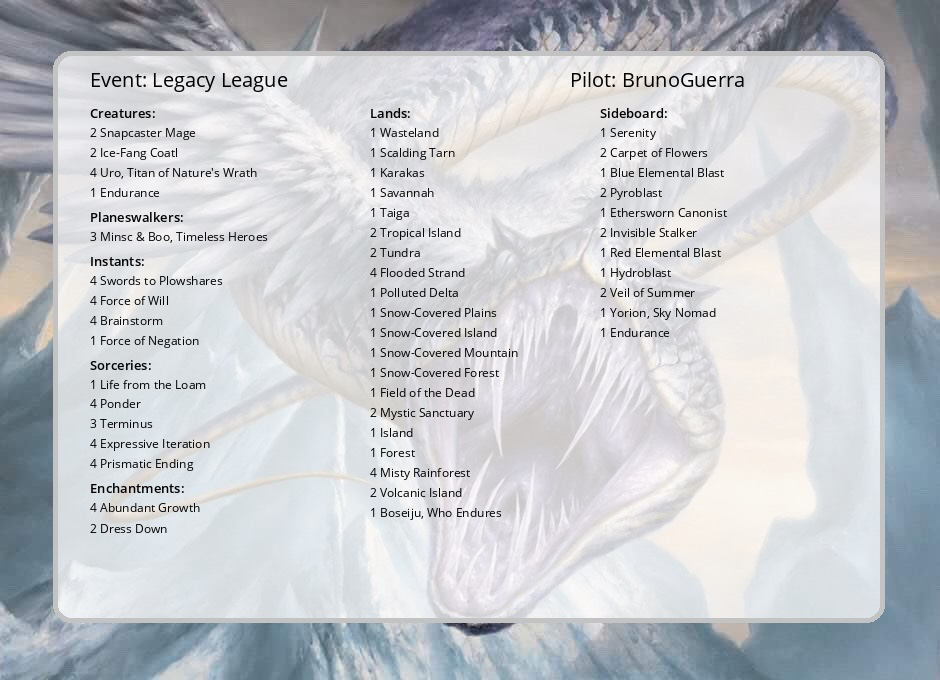 Event: Legacy League
Pilot: BrunoGuerra
Creatures:
2 Snapcaster Mage
2 Ice-Fang Coatl
4 Uro, Titan of Nature's Wrath
1 Endurance
Planeswalkers:
3 Minsc & Boo, Timeless Heroes
Instants:
4 Swords to Plowshares
4 Force of Will
4 Brainstorm
1 Force of Negation
Sorceries:
1 Life from the Loam
4 Ponder
3 Terminus
4 Expressive Iteration
4 Prismatic Ending
Enchantments:
4 Abundant Growth
2 Dress Down
Lands:
1 Wasteland
1 Scalding Tarn
1 Karakas
1 Savannah
1 Taiga
2 Tropical Island
2 Tundra
4 Flooded Strand
1 Polluted Delta
1 Snow-Covered Plains
1 Snow-Covered Island
1 Snow-Covered Mountain
1 Snow-Covered Forest
1 Field of the Dead
2 Mystic Sanctuary
1 Island
1 Forest
4 Misty Rainforest
2 Volcanic Island
1 Boseiju, Who Endures
Sideboard:
1 Serenity
2 Carpet of Flowers
1 Blue Elemental Blast
2 Pyroblast
1 Ethersworn Canonist
2 Invisible Stalker
1 Red Elemental Blast
1 Hydroblast
2 Veil of Summer
1 Yorion, Sky Nomad
1 Endurance